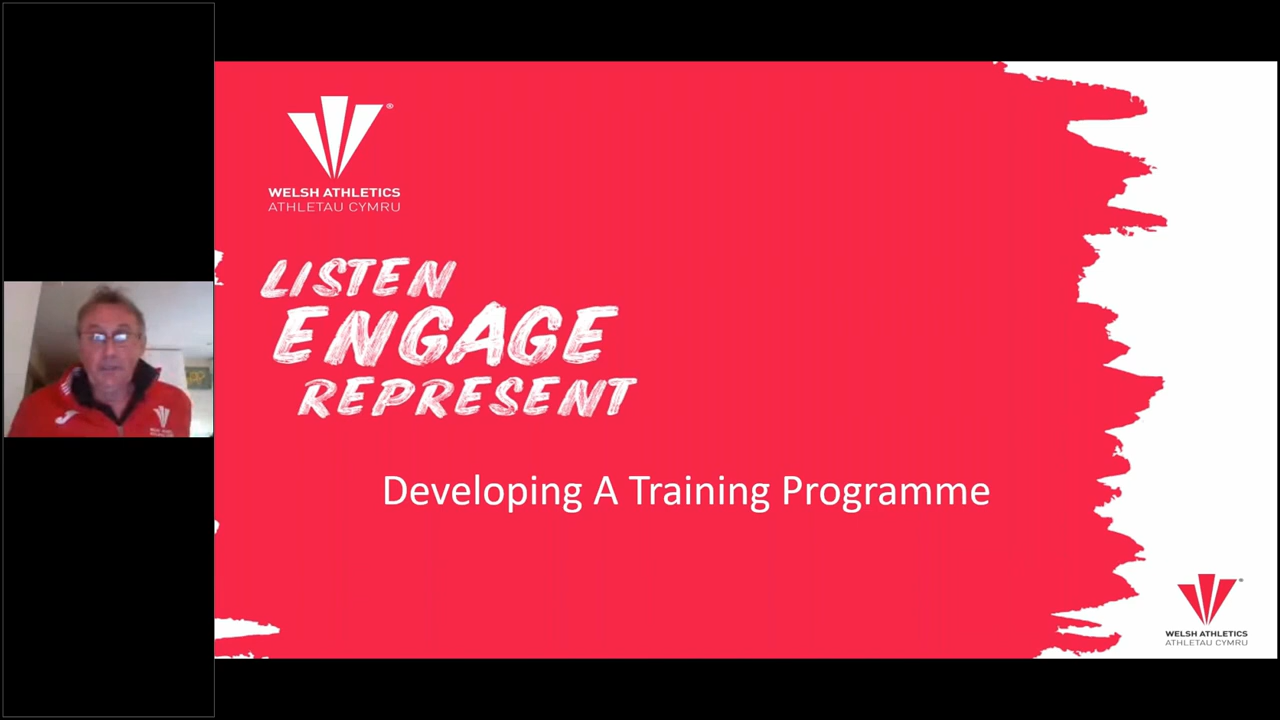 ®
WELSH ATHLETICS
ATHLETAU CYMRU
LISTEN
ENGAGE
REPRESENT
Developing A Training Programme
®
WELSH ATHLETICS
ATHLETAU CYMRU